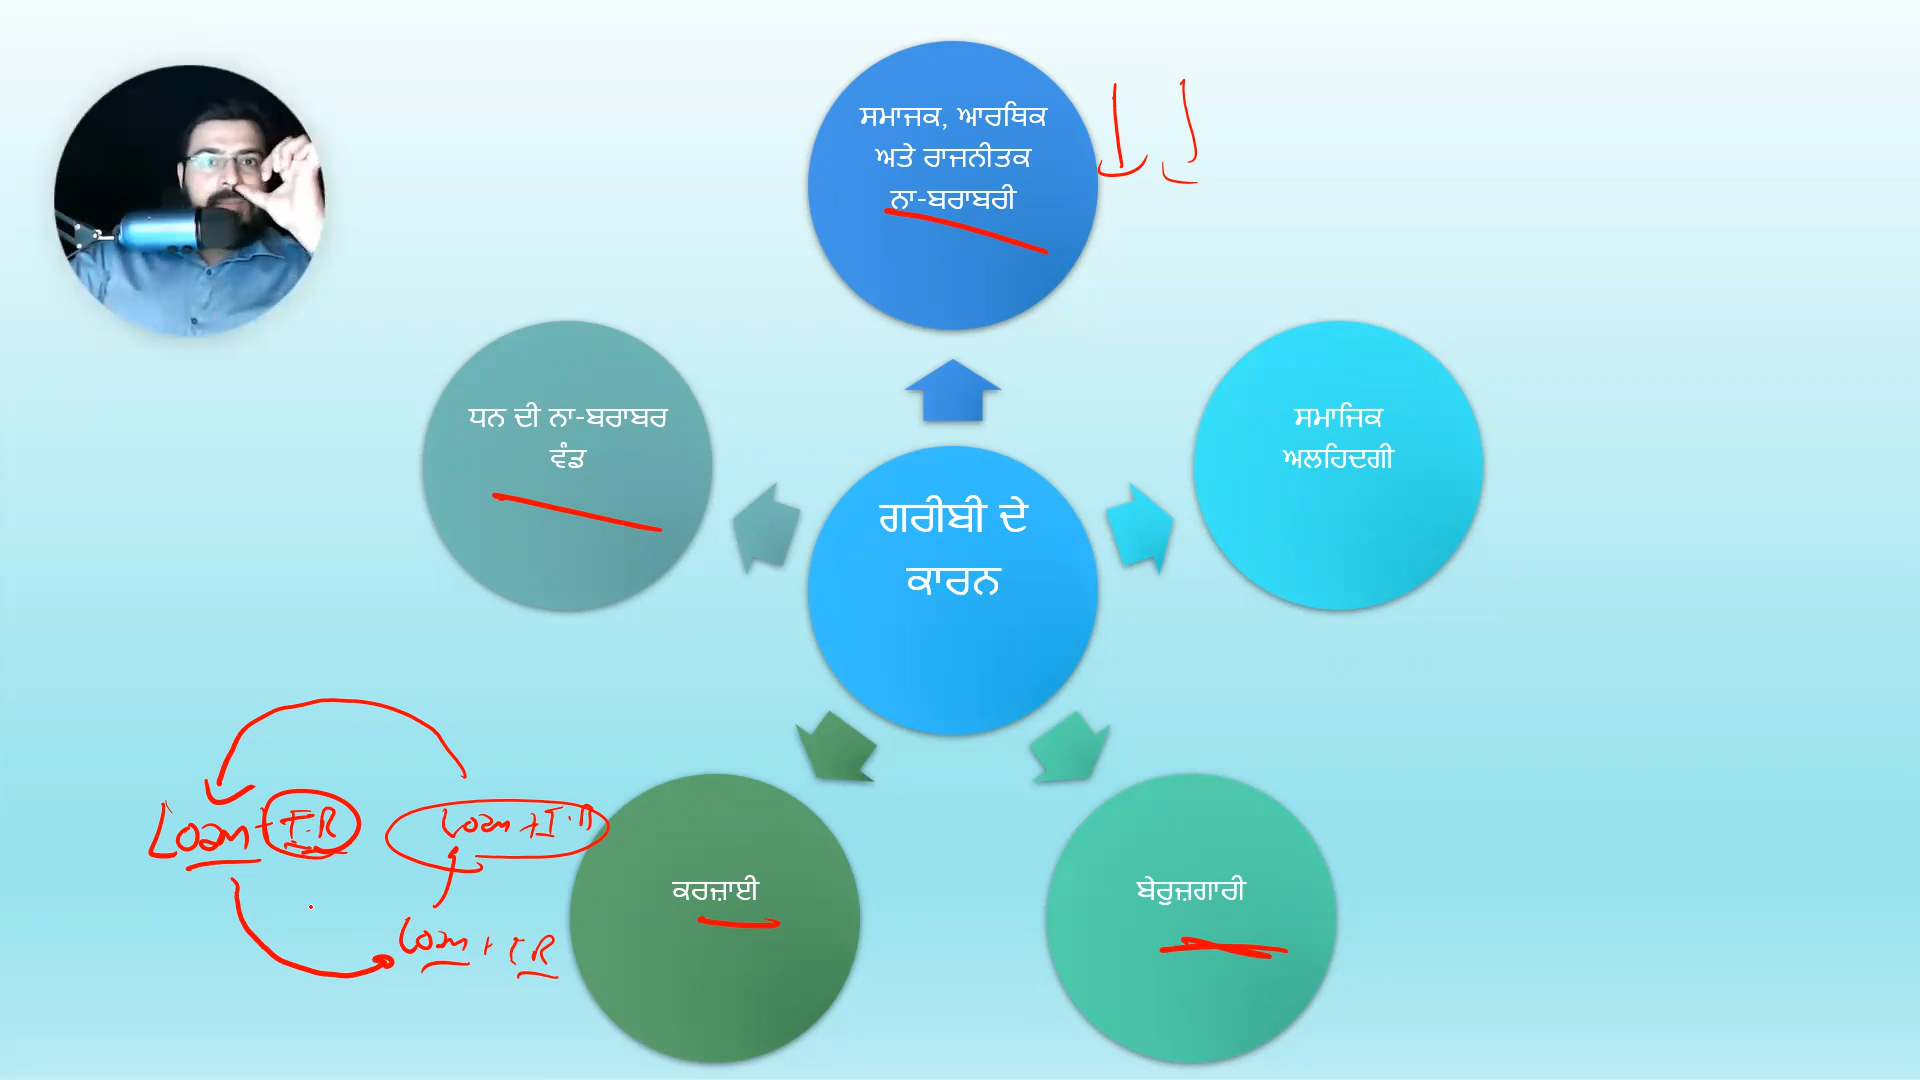 ਸਮਾਜਕ, ਆਰਥਿਕ
ਅਤੇ ਰਾਜਨੀਤਕ
ਨਾ-ਬਰਾਬਰੀ
ਧਨ ਦੀ ਨਾ-ਬਰਾਬਰ
ਵੰਡ
ਸਮਾਜਿਕ
ਅਲਹਿਦਗੀ
ਗਰੀਬੀ ਦੇ
ਕਾਰਨ
Loan + I.R
Loan + I.R
ਕਰਜ਼ਾਈ
ਬੇਰੁਜ਼ਗਾਰੀ
Loan + IR